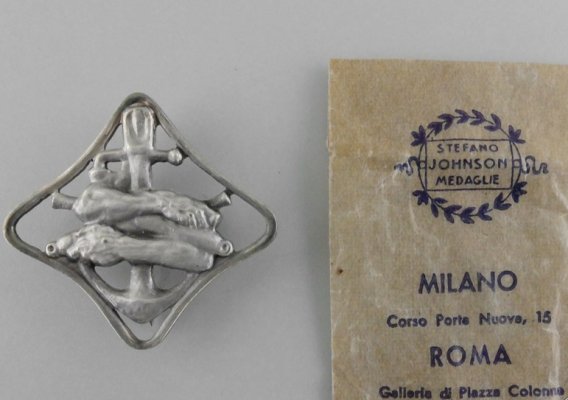 STEFANO
JOHNSON
MEDAGLIE
MILANO
Corso Porta Nuova, 15
ROMA
Galleria di Piazza Colonna